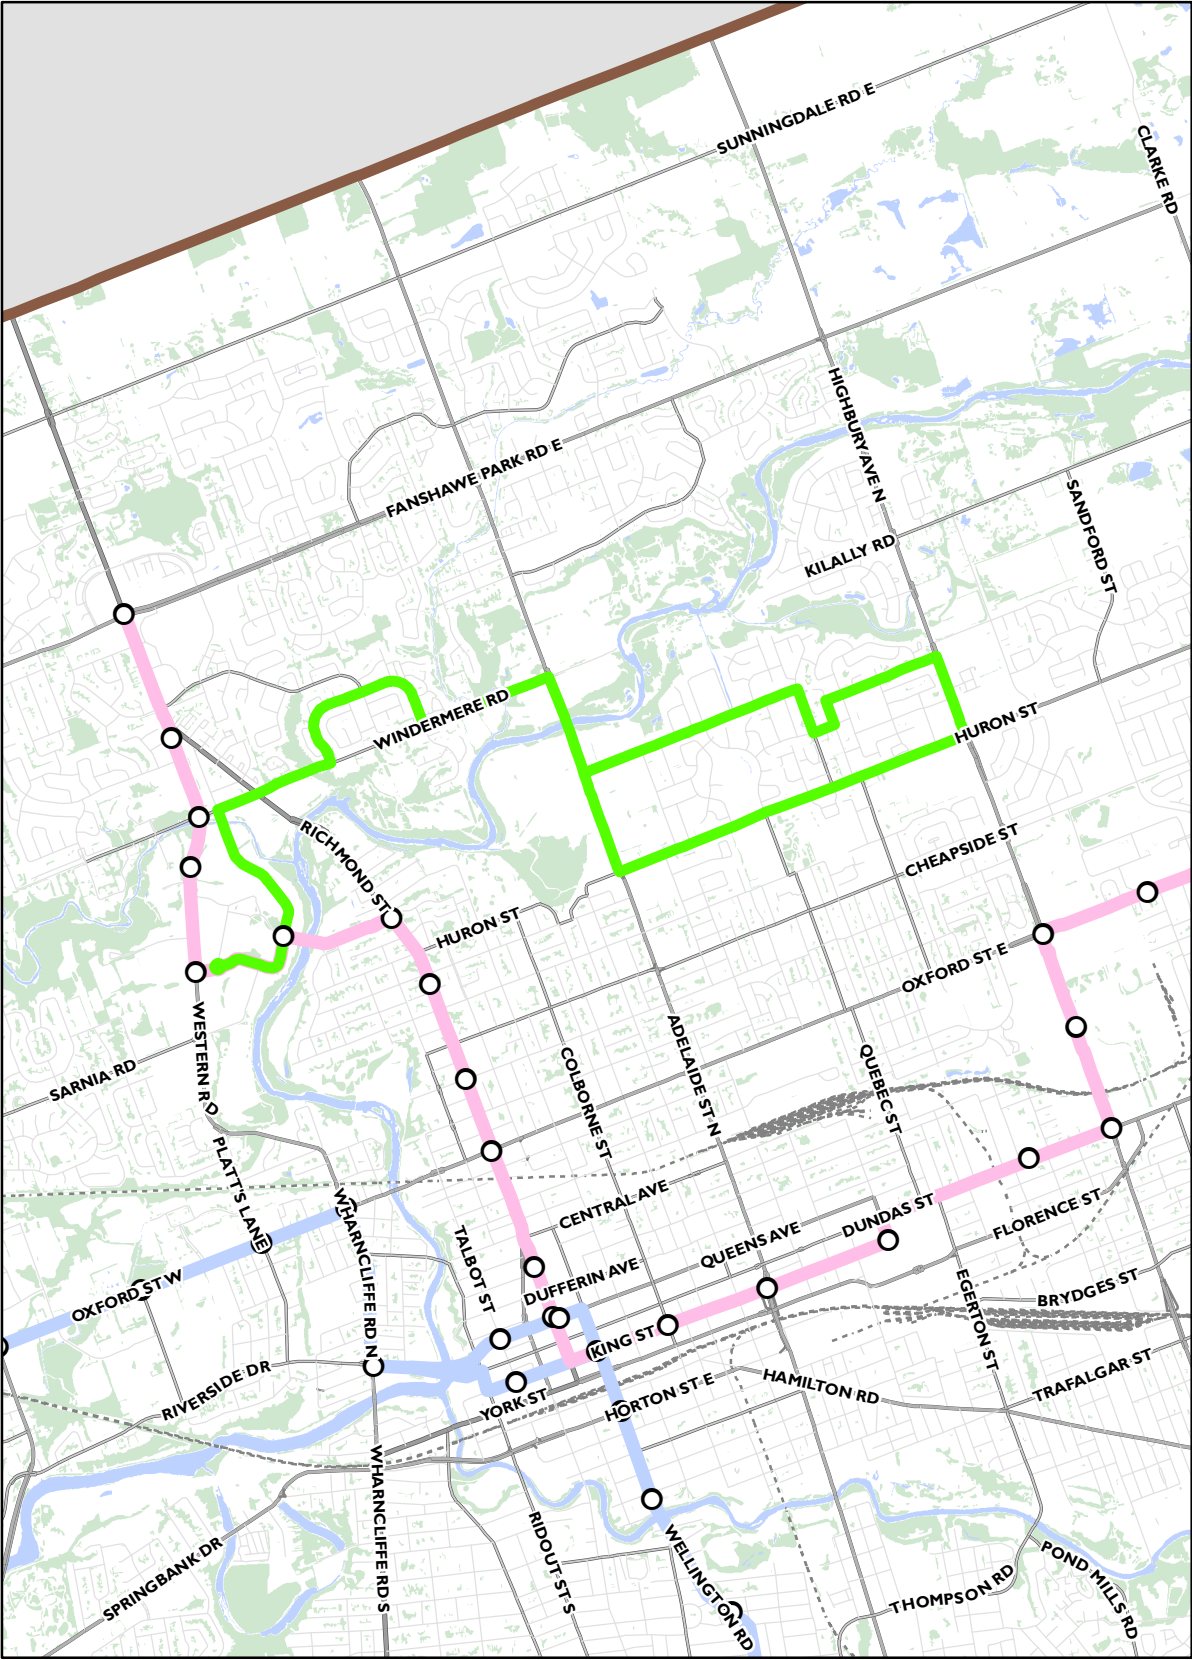 SUNNINGDALE RD E
CLARKE RD
HIGHBURY AVE N
FANSHAWE PARK RD E
SANDFORD ST
KILALLY RD
WINDERMERE RD
HURON ST
RICHMOND ST
CHEAPSIDE ST
HURON ST
OXFORD ST E
WESTERN RD
ADELAIDE ST N
COLBORNE ST
QUEBEC ST
SARNIA RD
PLATT'S LANE
WHARNCLIFFE RD N
CENTRAL AVE
FLORENCE ST
DUNDAS ST
QUEENS AVE
TALBOT ST
DUFFERIN AVE
OXFORD ST W
EGERTON ST
BRYDGES ST
KING ST
RIVERSIDE DR
YORK ST
HORTON ST E
HAMILTON RD
TRAFALGAR ST
WHARNCLIFFE RD S
RIDOUT ST S
WELLINGTON RD
SPRINGBANK DR
THOMPSON RD
POND MILLS RD